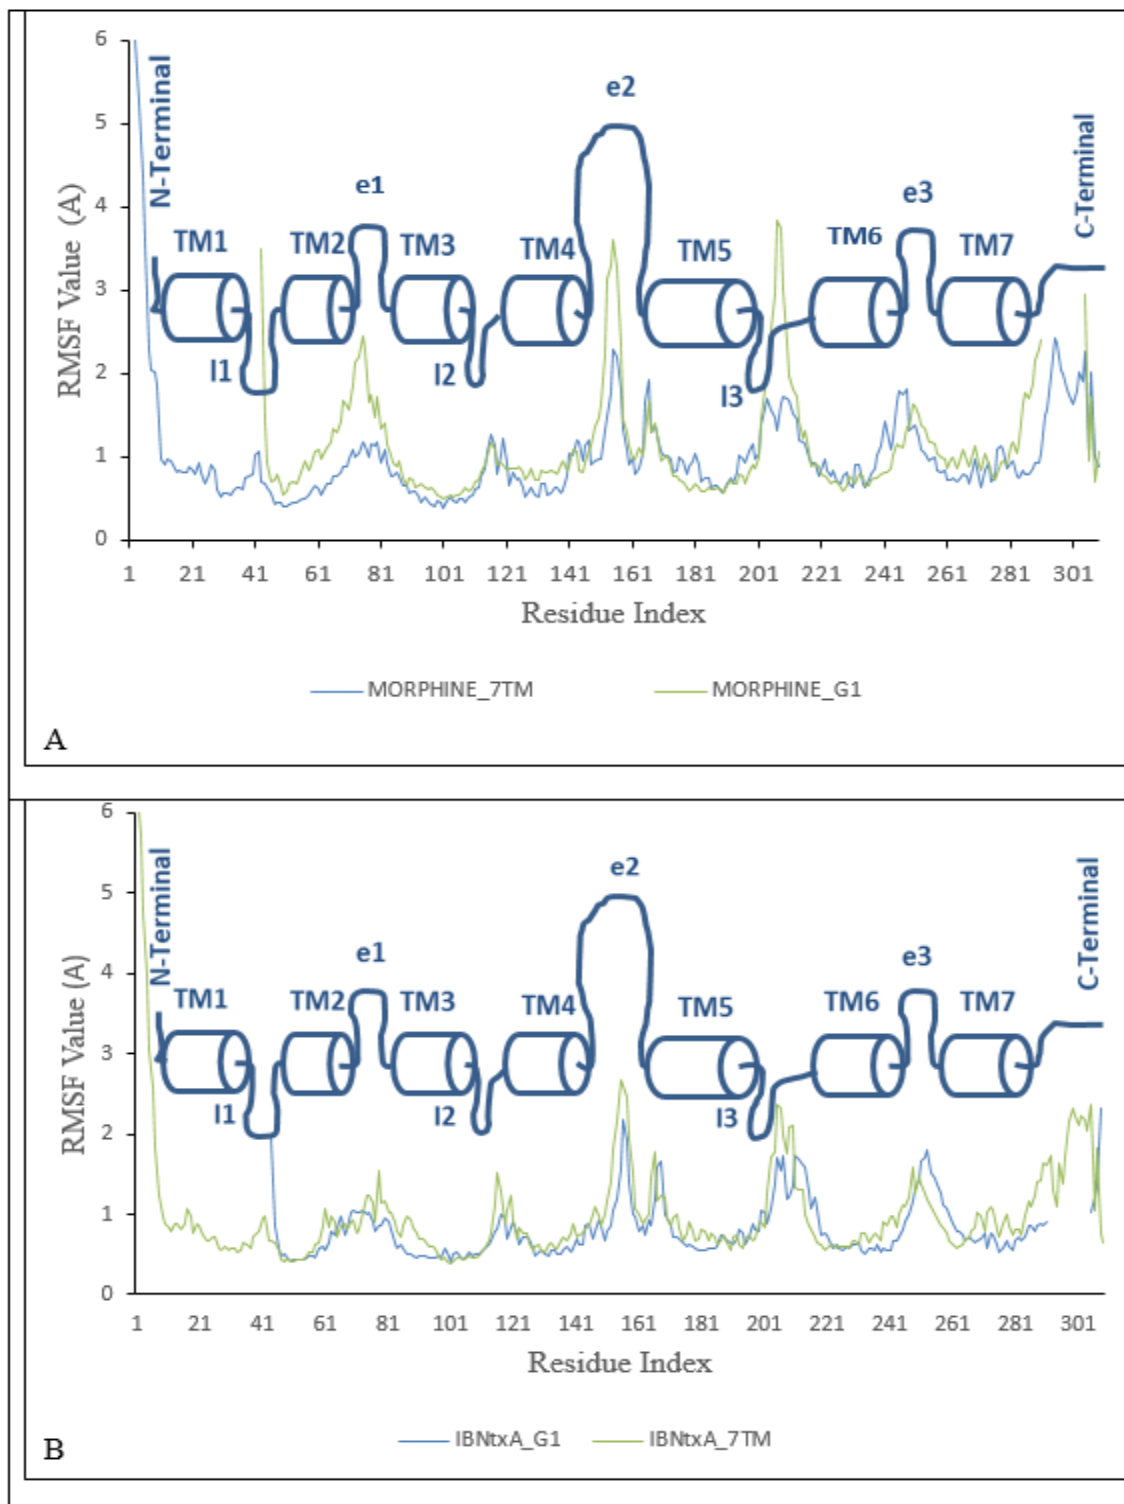 6
N-Terminal
e2
C-Terminal
5
e1
e3
4
TM1 TM2 TM3 TM4 TM5 TM6 TM7
RMSF Value (A)
3
I1 I2 I3
2
1
0
1 21 41 61 81 101 121 141 161 181 201 221 241 261 281 301
Residue Index
MORPHINE_7TM MORPHINE_G1
A
6
N-Terminal
e2
C-Terminal
5
e1
e3
4
TM1 TM2 TM3 TM4 TM5 TM6 TM7
RMSF Value (A)
3
I1 I2 I3
2
1
0
1 21 41 61 81 101 121 141 161 181 201 221 241 261 281 301
Residue Index
IBNtxA_G1 IBNtxA_7TM
B